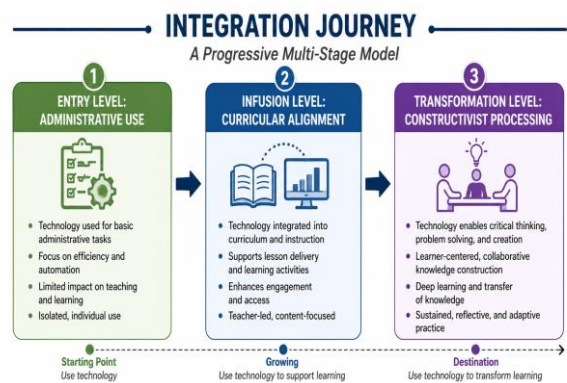 INTEGRATION JOURNEY
A Progressive Multi-Stage Model
1
ENTRY LEVEL:
ADMINISTRATIVE USE
Technology used for basic
administrative tasks
Focus on efficiency and
automation
Limited impact on teaching
and learning
Isolated, individual use
2
INFUSION LEVEL:
CURRICULAR ALIGNMENT
Technology integrated into
curriculum and instruction
Supports lesson delivery
and learning activities
Enhances engagement
and access
Teacher-led, content-focused
3
TRANSFORMATION LEVEL:
CONSTRUCTIVIST PROCESSING
Technology enables critical thinking,
problem solving, and creation
Learner-centered, collaborative
knowledge construction
Deep learning and transfer
of knowledge
Sustained, reflective, and adaptive
practice
Starting Point
Use technology
Growing
Use technology to support learning
Destination
Use technology to transform learning